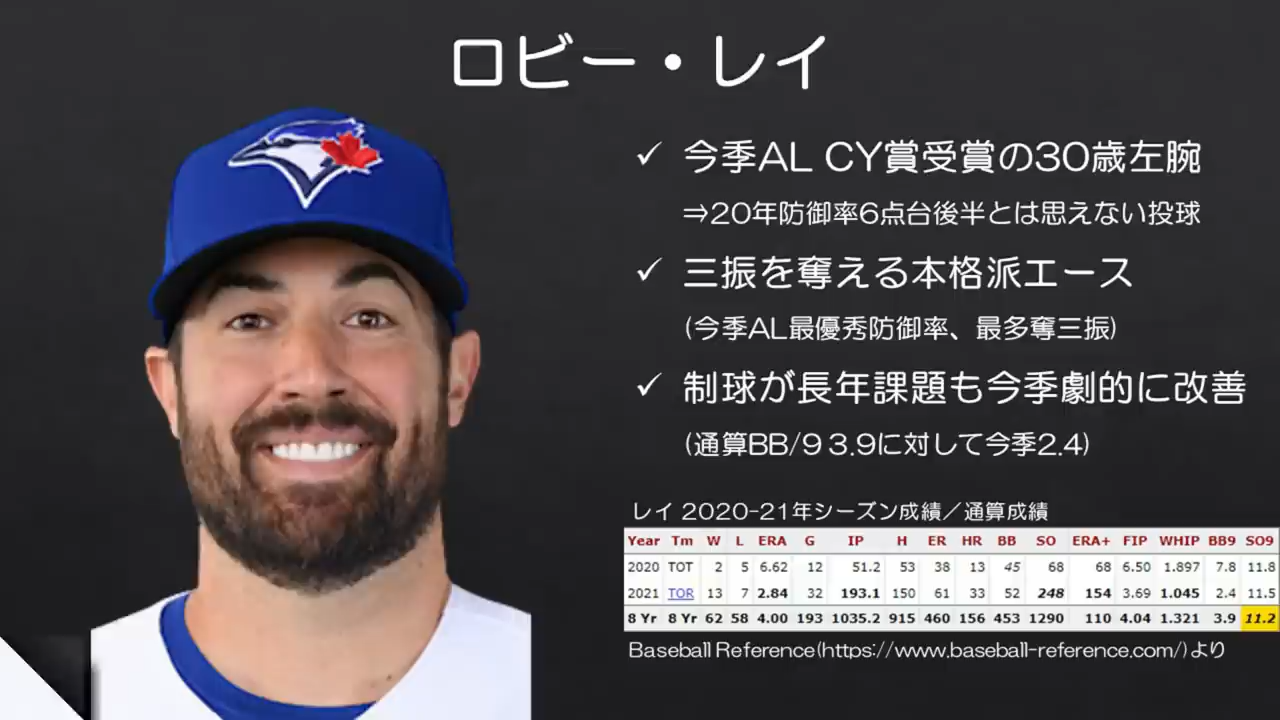 ロビー・レイ
✓ 今季AL CY賞受賞の30歳左腕
⇒20年防御率6点台後半とは思えない投球
✓ 三振を奪える本格派エース
(今季AL最優秀防御率、最多奪三振)
✓ 制球が長年課題も今季劇的に改善
(通算BB/9 3.9に対して今季2.4)
レイ 2020-21年シーズン成績／通算成績
Year Tm W L ERA G IP H ER HR BB SO ERA+ FIP WHIP BB9 SO9
2020 TOT 2 5 6.62 12 51.2 53 38 13 45 68 68 6.50 1.897 7.8 11.8
2021 TOR 13 7 2.84 32 193.1 150 61 33 52 248 154 3.69 1.045 2.4 11.5
8 Yr 8 Yr 62 58 4.00 193 1035.2 915 460 156 453 1290 110 4.04 1.321 3.9 11.2
Baseball Reference(https://www.baseball-reference.com/)より